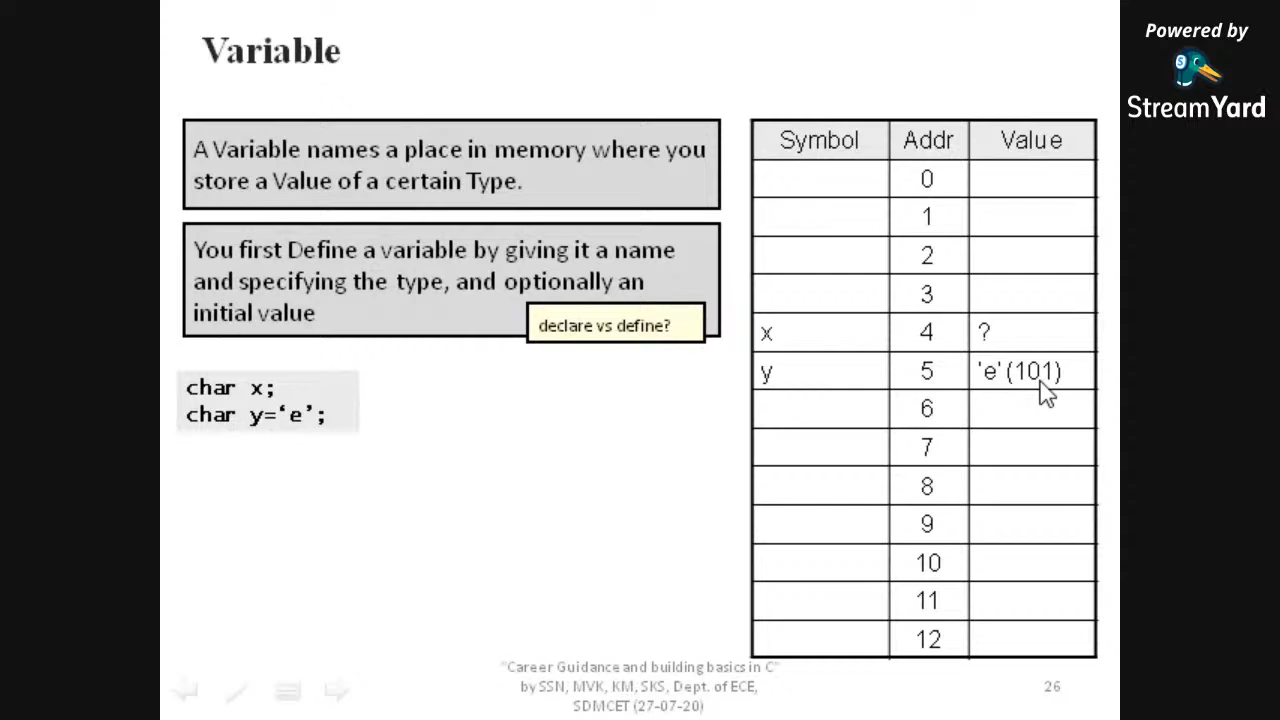 Variable
Powered by
StreamYard
A Variable names a place in memory where you
store a Value of a certain Type.
You first Define a variable by giving it a name
and specifying the type, and optionally an
initial value
declare vs define?
char x;
char y=‘e’;
Symbol Addr Value
0
1
2
3
x 4 ?
y 5 'e' (101)
6
7
8
9
10
11
12
"Career Guidance and building basics in C"
by SSN, MVK, KM, SKS, Dept. of ECE,
SDMCET (27-07-20)
26